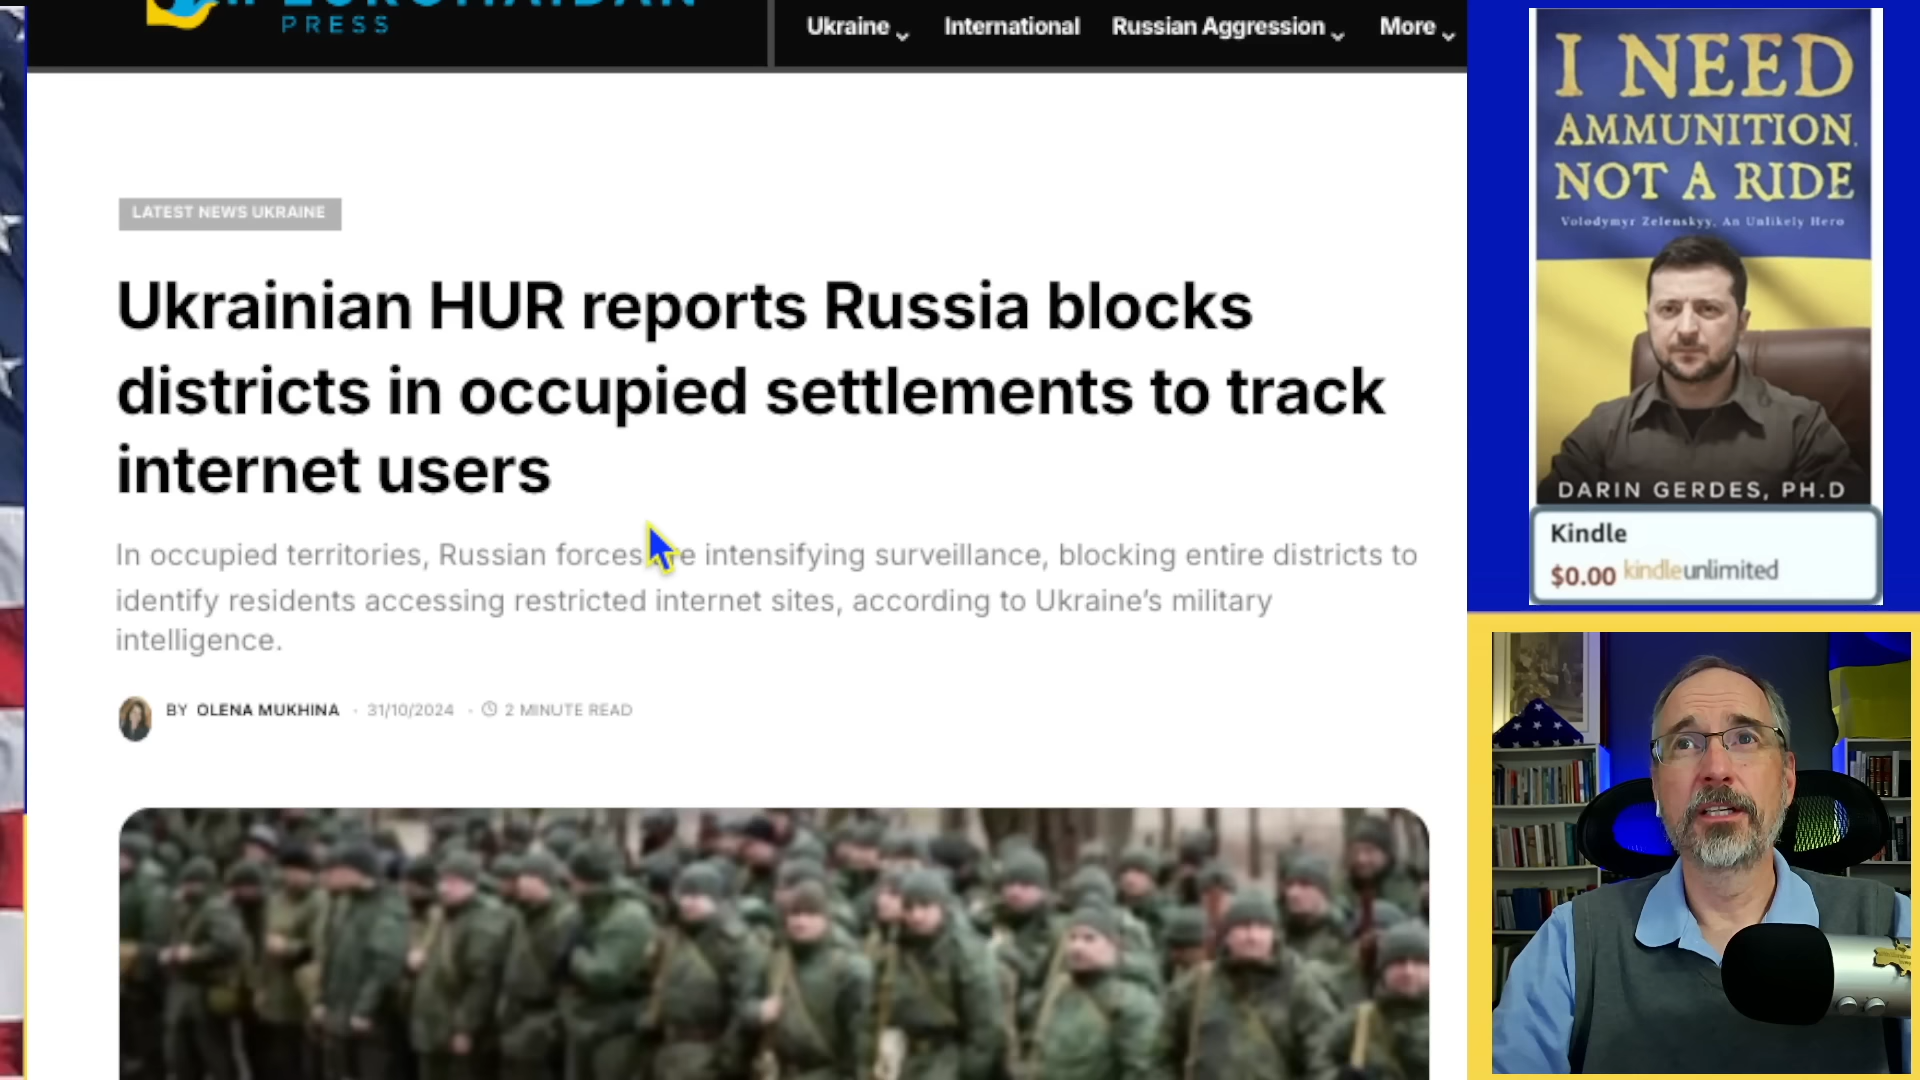 PRESS
Ukraine
International
Russian Aggression
More
LATEST NEWS UKRAINE
Ukrainian HUR reports Russia blocks
districts in occupied settlements to track
internet users
In occupied territories, Russian forces intensifying surveillance, blocking entire districts to
identify residents accessing restricted internet sites, according to Ukraine’s military
intelligence.
BY OLENA MUKHINA · 31/10/2024 · 2 MINUTE READ
I NEED
AMMUNITION,
NOT A RIDE
Volodymyr Zelenskyy, An Unlikely Hero
DARIN GERDES, PH.D
Kindle
$0.00 kindleunlimited